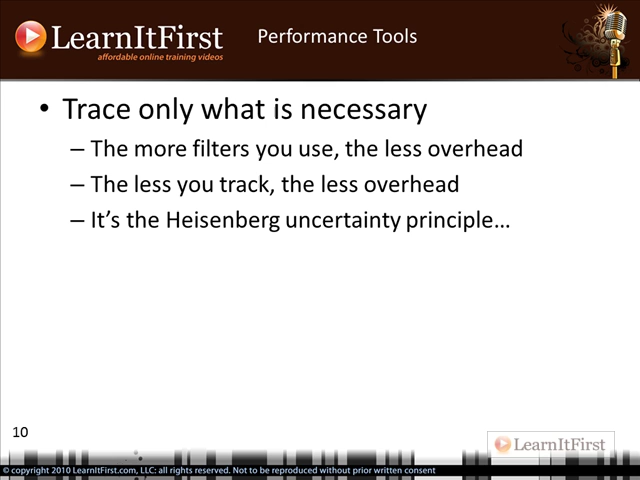 LearnItFirst
affordable online training videos
Performance Tools
• Trace only what is necessary
– The more filters you use, the less overhead
– The less you track, the less overhead
– It’s the Heisenberg uncertainty principle…
10
LearnItFirst
© copyright 2010 LearnItFirst.com, LLC: all rights reserved. Not to be reproduced without prior written consent